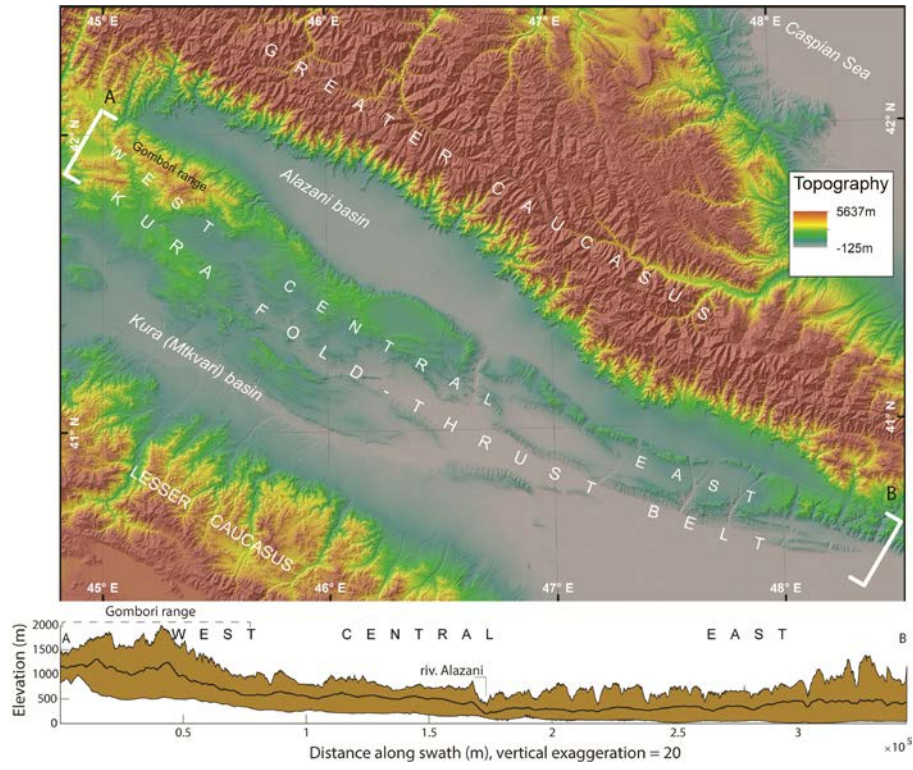 45° E
46° E
47° E
48° E
Caspian Sea
42° N
42° N
A
GREATER CAUCASUS
Gombori range
Alazani basin
Topography
5637m
-125m
WEST
CENTRAL
EAST
KURA FOLD-THRUST BELT
Kura (Mtkvari) basin
41° N
41° N
LESSER CAUCASUS
B
45° E
46° E
47° E
48° E
Gombori range
A
WEST
CENTRAL
EAST
B
riv. Alazani
Elevation (m)
2000
1500
1000
500
0
0.5
1
1.5
2
2.5
3
×10⁵
Distance along swath (m), vertical exaggeration = 20